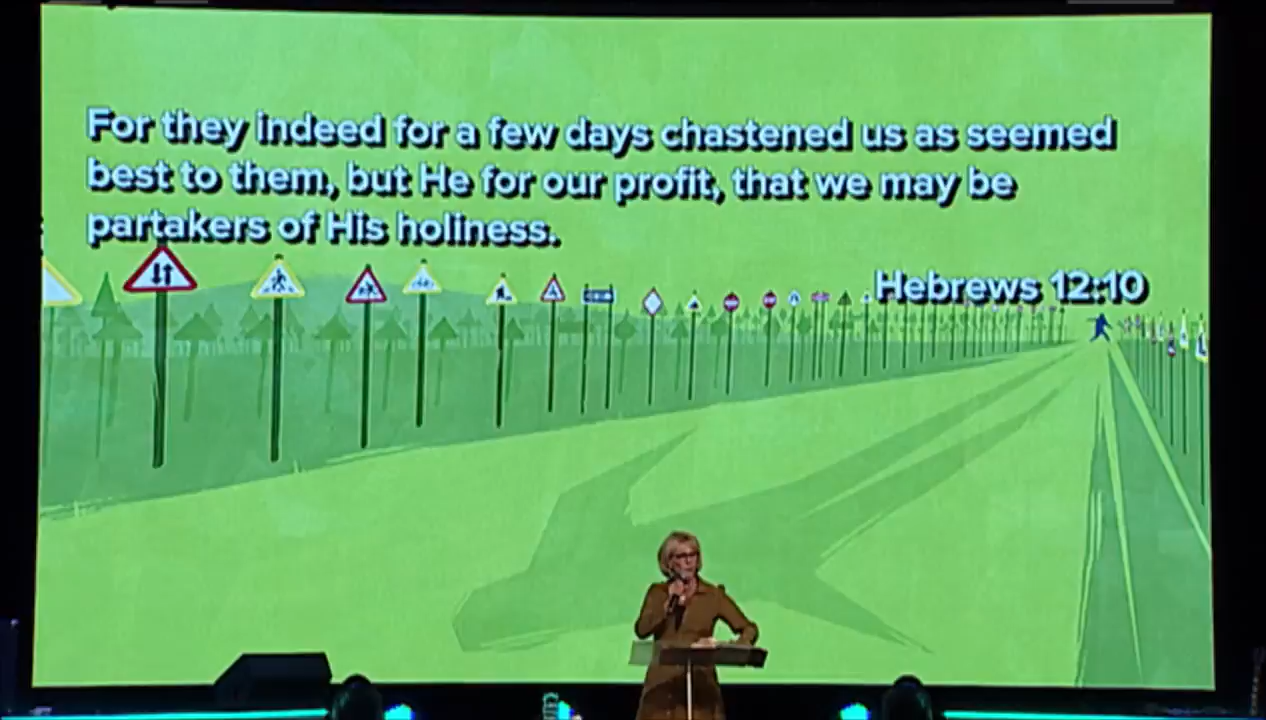 For they indeed for a few days chastened us as seemed
best to them, but He for our profit, that we may be
partakers of His holiness.
Hebrews 12:10